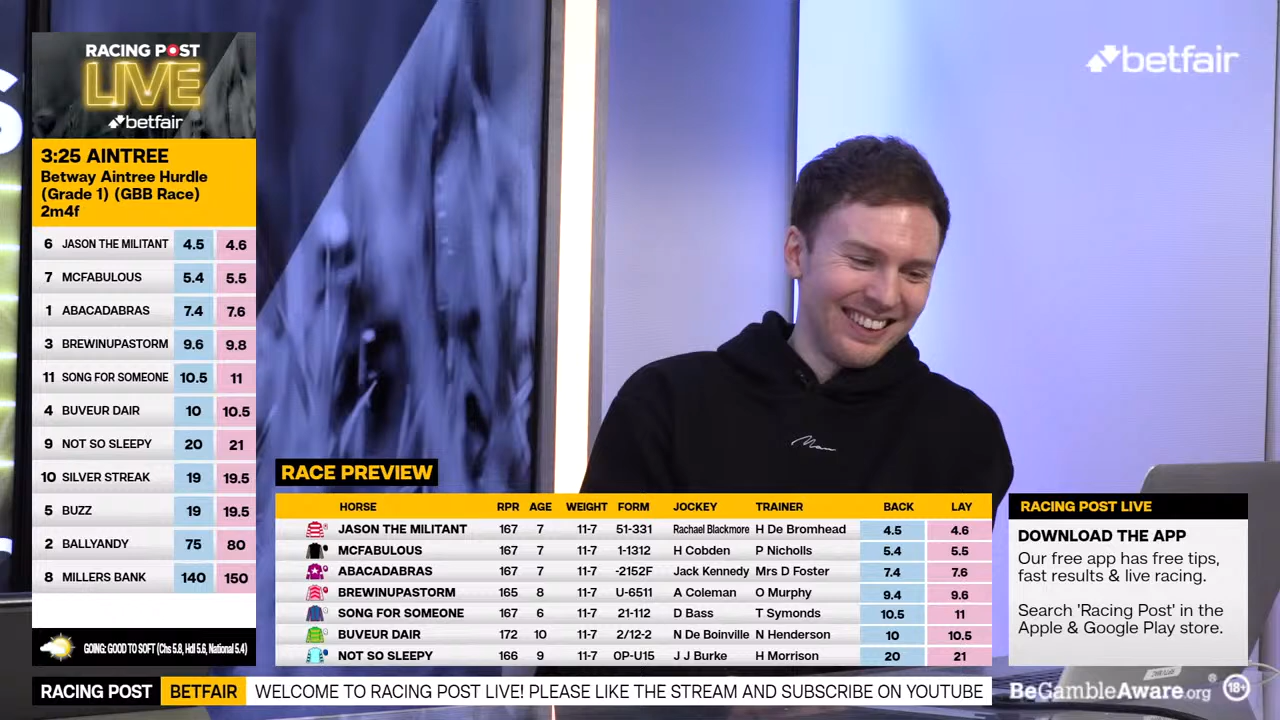 RACING POST
LIVE
betfair
betfair
3:25 AINTREE
Betway Aintree Hurdle
(Grade 1) (GBB Race)
2m4f
6 JASON THE MILITANT 4.5 4.6
7 MCFABULOUS 5.4 5.5
1 ABACADABRAS 7.4 7.6
3 BREWINUPASTORM 9.6 9.8
11 SONG FOR SOMEONE 10.5 11
4 BUVEUR DAIR 10 10.5
9 NOT SO SLEEPY 20 21
10 SILVER STREAK 19 19.5
5 BUZZ 19 19.5
2 BALLYANDY 75 80
8 MILLERS BANK 140 150
GOING: GOOD TO SOFT (Chs 5.8, Hdl 5.6, National 5.4)
Man
RACE PREVIEW
HORSE RPR AGE WEIGHT FORM JOCKEY TRAINER BACK LAY
JASON THE MILITANT 167 7 11-7 51-331 Rachael Blackmore H De Bromhead 4.5 4.6
MCFABULOUS 167 7 11-7 1-1312 H Cobden P Nicholls 5.4 5.5
ABACADABRAS 167 7 11-7 -2152F Jack Kennedy Mrs D Foster 7.4 7.6
BREWINUPASTORM 165 8 11-7 U-6511 A Coleman O Murphy 9.4 9.6
SONG FOR SOMEONE 167 6 11-7 21-112 D Bass T Symonds 10.5 11
BUVEUR DAIR 172 10 11-7 2/12-2 N De Boinville N Henderson 10 10.5
NOT SO SLEEPY 166 9 11-7 0P-U15 J J Burke H Morrison 20 21
RACING POST LIVE
DOWNLOAD THE APP
Our free app has free tips,
fast results & live racing.
Search 'Racing Post' in the
Apple & Google Play store.
RACING POST BETFAIR WELCOME TO RACING POST LIVE! PLEASE LIKE THE STREAM AND SUBSCRIBE ON YOUTUBE
BeGambleAware.org® 18+